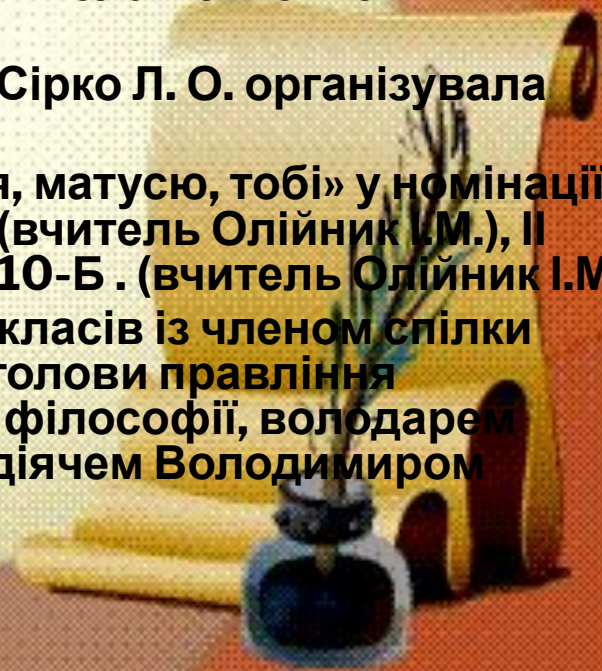 Сірко Л. О. організувала
я, матусю, тобі» у номінації
(вчитель Олійник І.М.), ІІ
10-Б . (вчитель Олійник І.М
класів із членом спілки
голови правління
філософії, володарем
діячем Володимиром